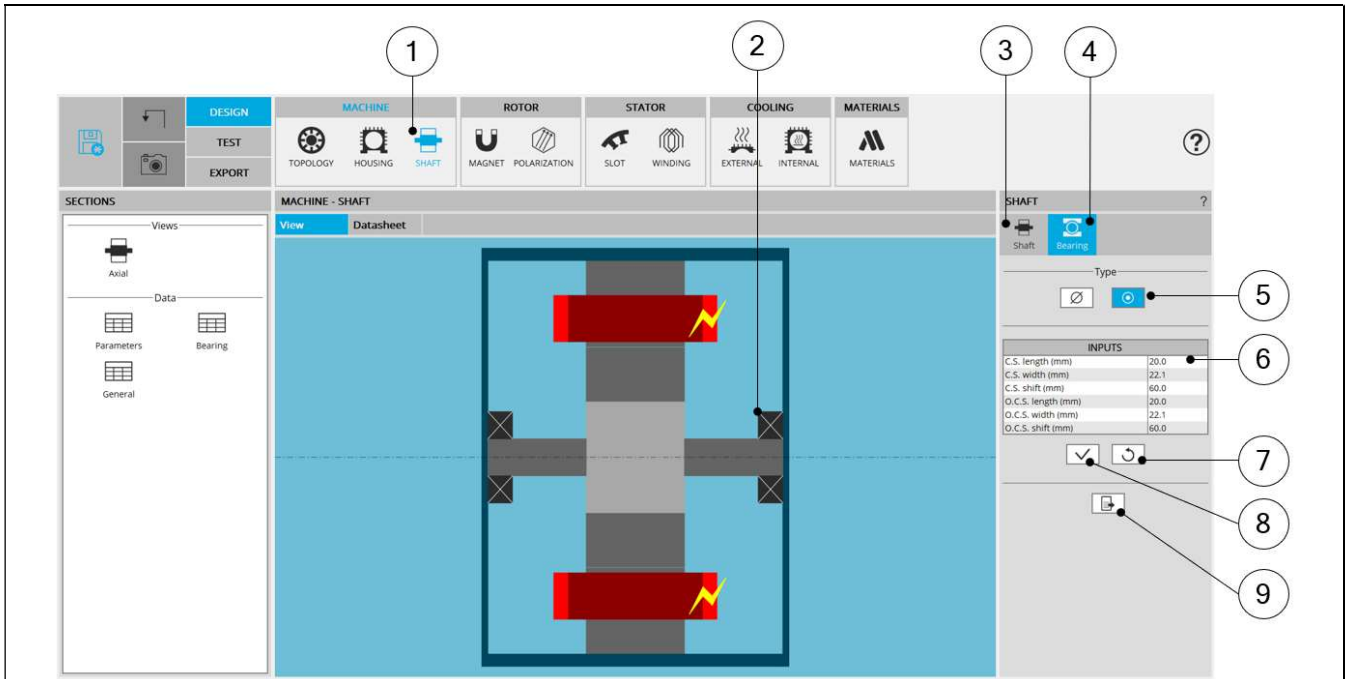 1
2
3
4
DESIGN
TEST
EXPORT
MACHINE
TOPOLOGY HOUSING SHAFT
ROTOR
MAGNET POLARIZATION
STATOR
SLOT WINDING
COOLING
EXTERNAL INTERNAL
MATERIALS
MATERIALS
?
SECTIONS
Views
Axial
Data
Parameters Bearing
General
MACHINE - SHAFT
View Datasheet
SHAFT ?
Shaft Bearing
Type
5
INPUTS
C.S. length (mm) 20.0
C.S. width (mm) 22.1
C.S. shift (mm) 60.0
O.C.S. length (mm) 20.0
O.C.S. width (mm) 22.1
O.C.S. shift (mm) 60.0
6
7
8
9